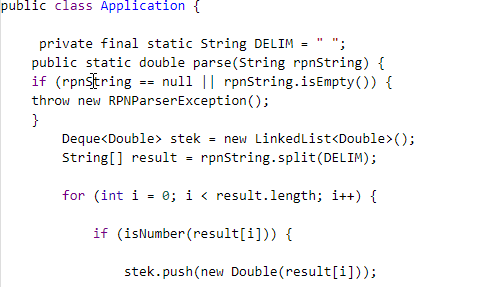 public class Application {
private final static String DELIM = " ";
public static double parse(String rpnString) {
if (rpnString == null || rpnString.isEmpty()) {
throw new RPNParserException();
}
Deque<Double> stek = new LinkedList<Double>();
String[] result = rpnString.split(DELIM);
for (int i = 0; i < result.length; i++) {
if (isNumber(result[i])) {
stek.push(new Double(result[i]));